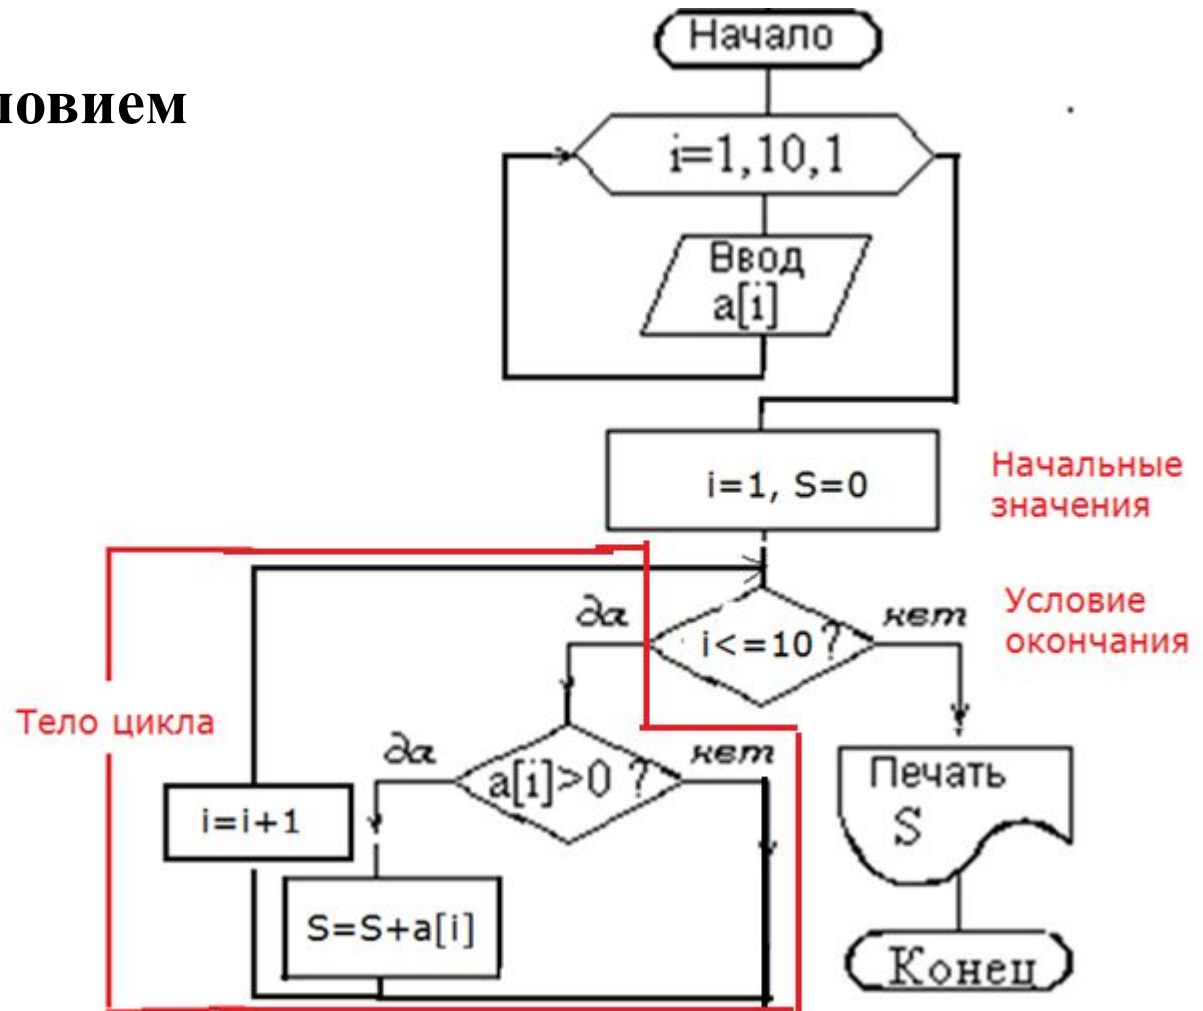 Начало
i=1,10,1
Ввод
a[i]
i=1, S=0
Начальные
значения
да
i<=10?
нет
Условие
окончания
Тело цикла
да
a[i]>0 ?
нет
Печать
S
i=i+1
S=S+a[i]
Конец